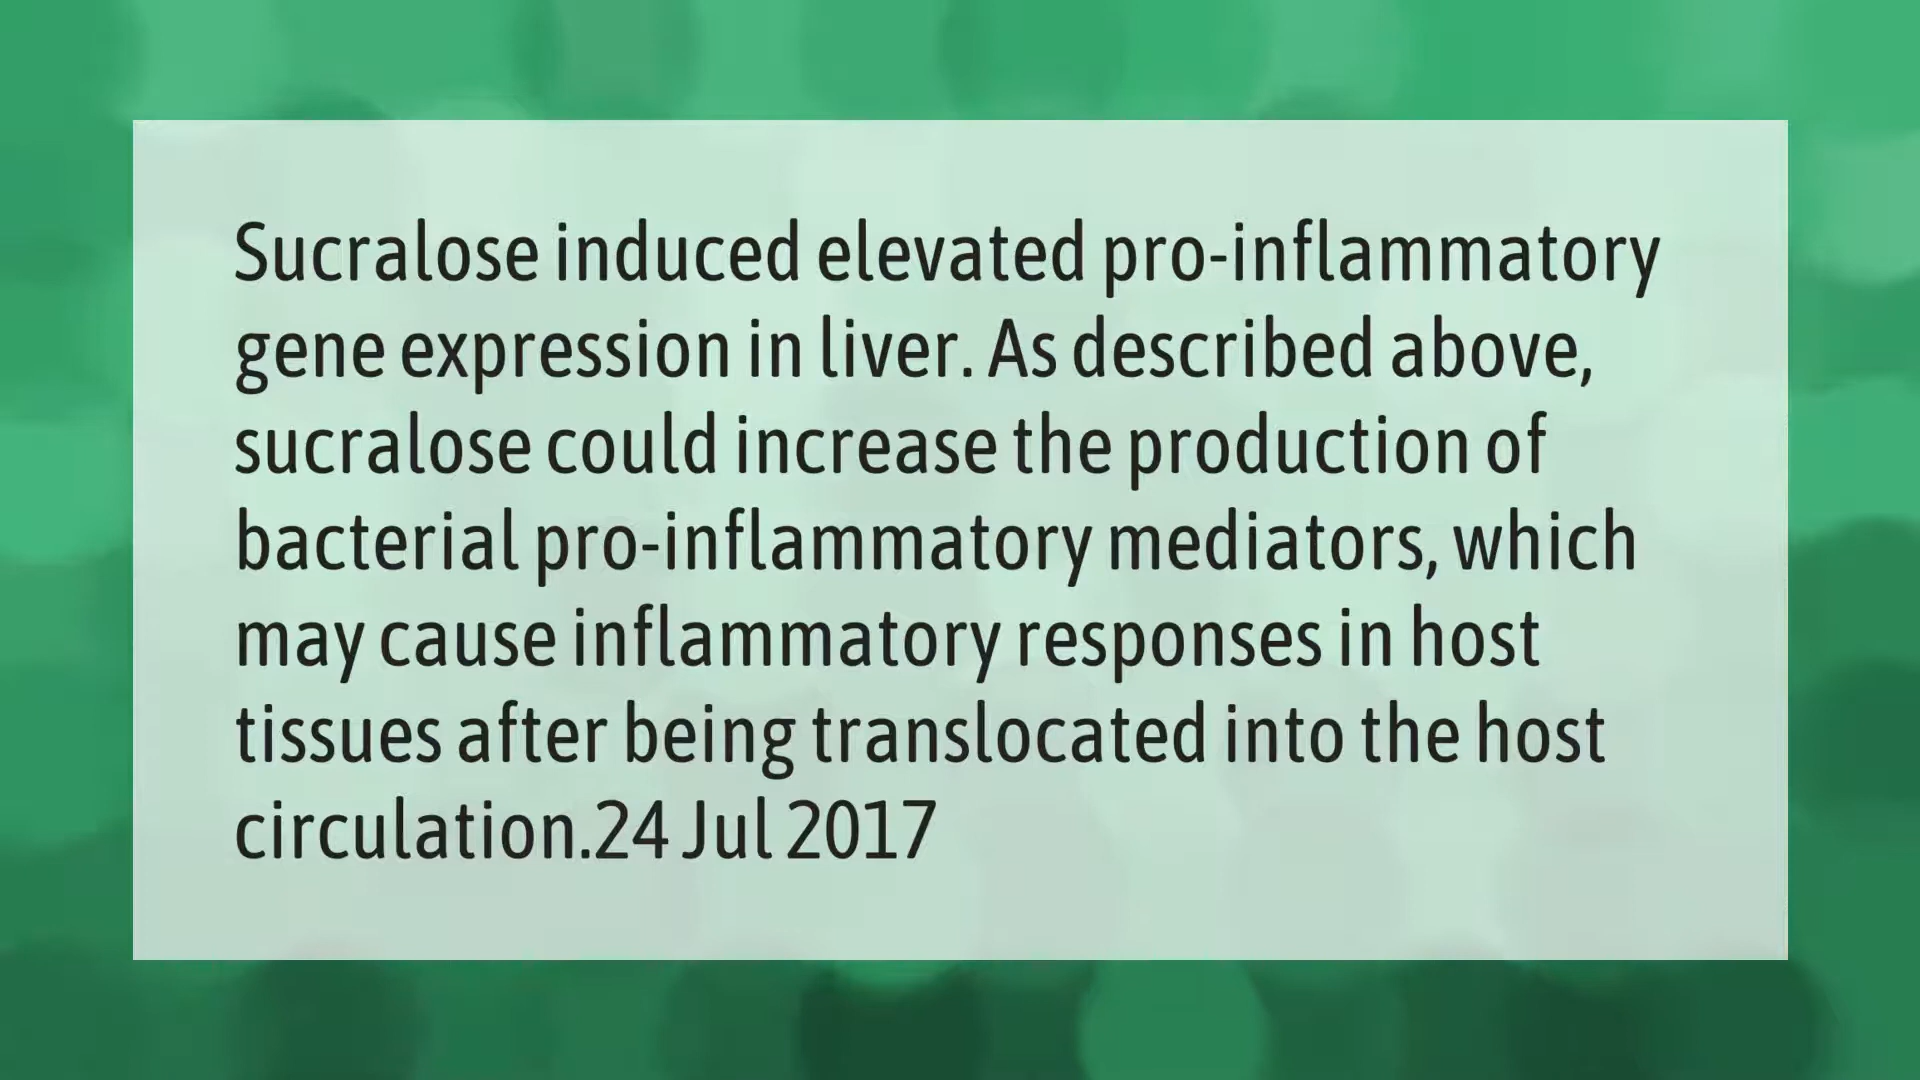 Sucralose induced elevated pro-inflammatory
gene expression in liver. As described above,
sucralose could increase the production of
bacterial pro-inflammatory mediators, which
may cause inflammatory responses in host
tissues after being translocated into the host
circulation.24 Jul 2017